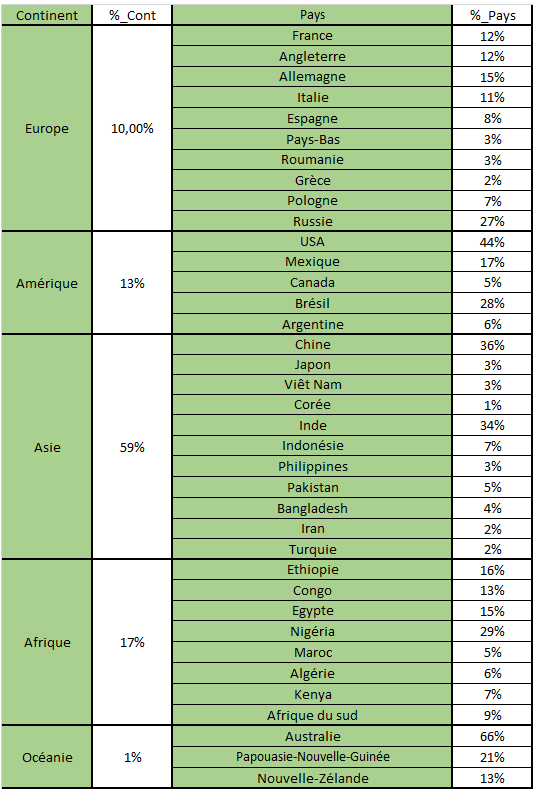 Continent %_Cont Pays %_Pays
France 12%
Angleterre 12%
Allemagne 15%
Italie 11%
Europe 10,00% Espagne 8%
Pays-Bas 3%
Roumanie 3%
Grèce 2%
Pologne 7%
Russie 27%
USA 44%
Mexique 17%
Amérique 13% Canada 5%
Brésil 28%
Argentine 6%
Chine 36%
Japon 3%
Viêt Nam 3%
Corée 1%
Inde 34%
Asie 59% Indonésie 7%
Philippines 3%
Pakistan 5%
Bangladesh 4%
Iran 2%
Turquie 2%
Ethiopie 16%
Congo 13%
Egypte 15%
Afrique 17% Nigéria 29%
Maroc 5%
Algérie 6%
Kenya 7%
Afrique du sud 9%
Australie 66%
Océanie 1% Papouasie-Nouvelle-Guinée 21%
Nouvelle-Zélande 13%